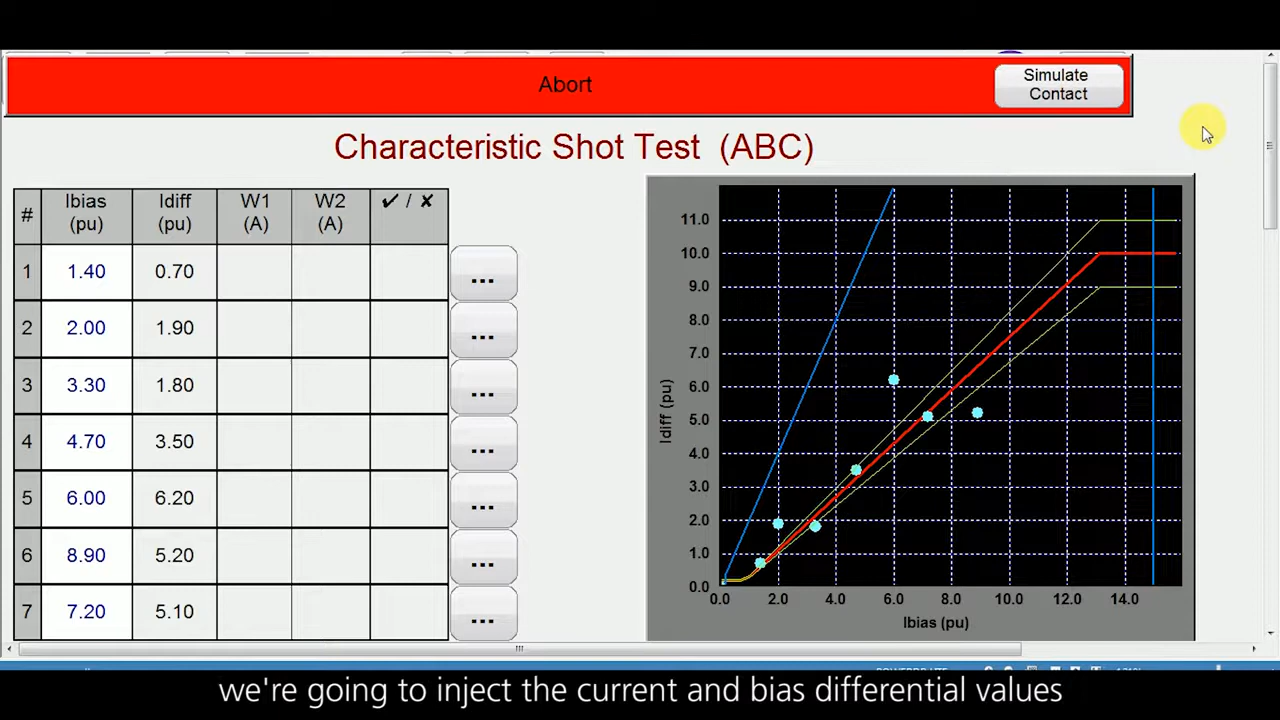 Abort
Simulate
Contact
Characteristic Shot Test (ABC)
# Ibias (pu) Idiff (pu) W1 (A) W2 (A) ✔ / ✘
1 1.40 0.70 ...
2 2.00 1.90 ...
3 3.30 1.80 ...
4 4.70 3.50 ...
5 6.00 6.20 ...
6 8.90 5.20 ...
7 7.20 5.10 ...
11.0
10.0
9.0
8.0
7.0
6.0
5.0
4.0
3.0
2.0
1.0
0.0
Idiff (pu)
0.0 2.0 4.0 6.0 8.0 10.0 12.0 14.0
Ibias (pu)
we're going to inject the current and bias differential values